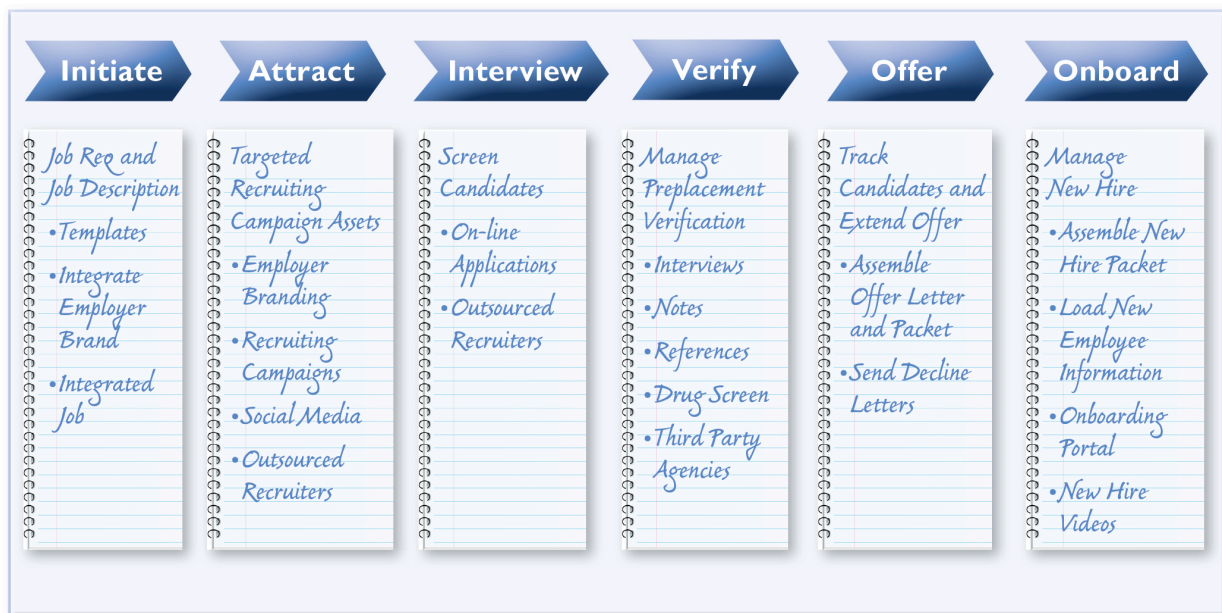 Initiate
Job Req and
Job Description
•Templates
•Integrate
Employer
Brand
•Integrated
Job
Attract
Targeted
Recruiting
Campaign Assets
•Employer
Branding
•Recruiting
Campaigns
•Social Media
•Outsourced
Recruiters
Interview
Screen
Candidates
•On-line
Applications
•Outsourced
Recruiters
Verify
Manage
Preplacement
Verification
•Interviews
•Notes
•References
•Drug Screen
•Third Party
Agencies
Offer
Track
Candidates and
Extend Offer
•Assemble
Offer Letter
and Packet
•Send Decline
Letters
Onboard
Manage
New Hire
•Assemble New
Hire Packet
•Load New
Employee
Information
•Onboarding
Portal
•New Hire
Videos